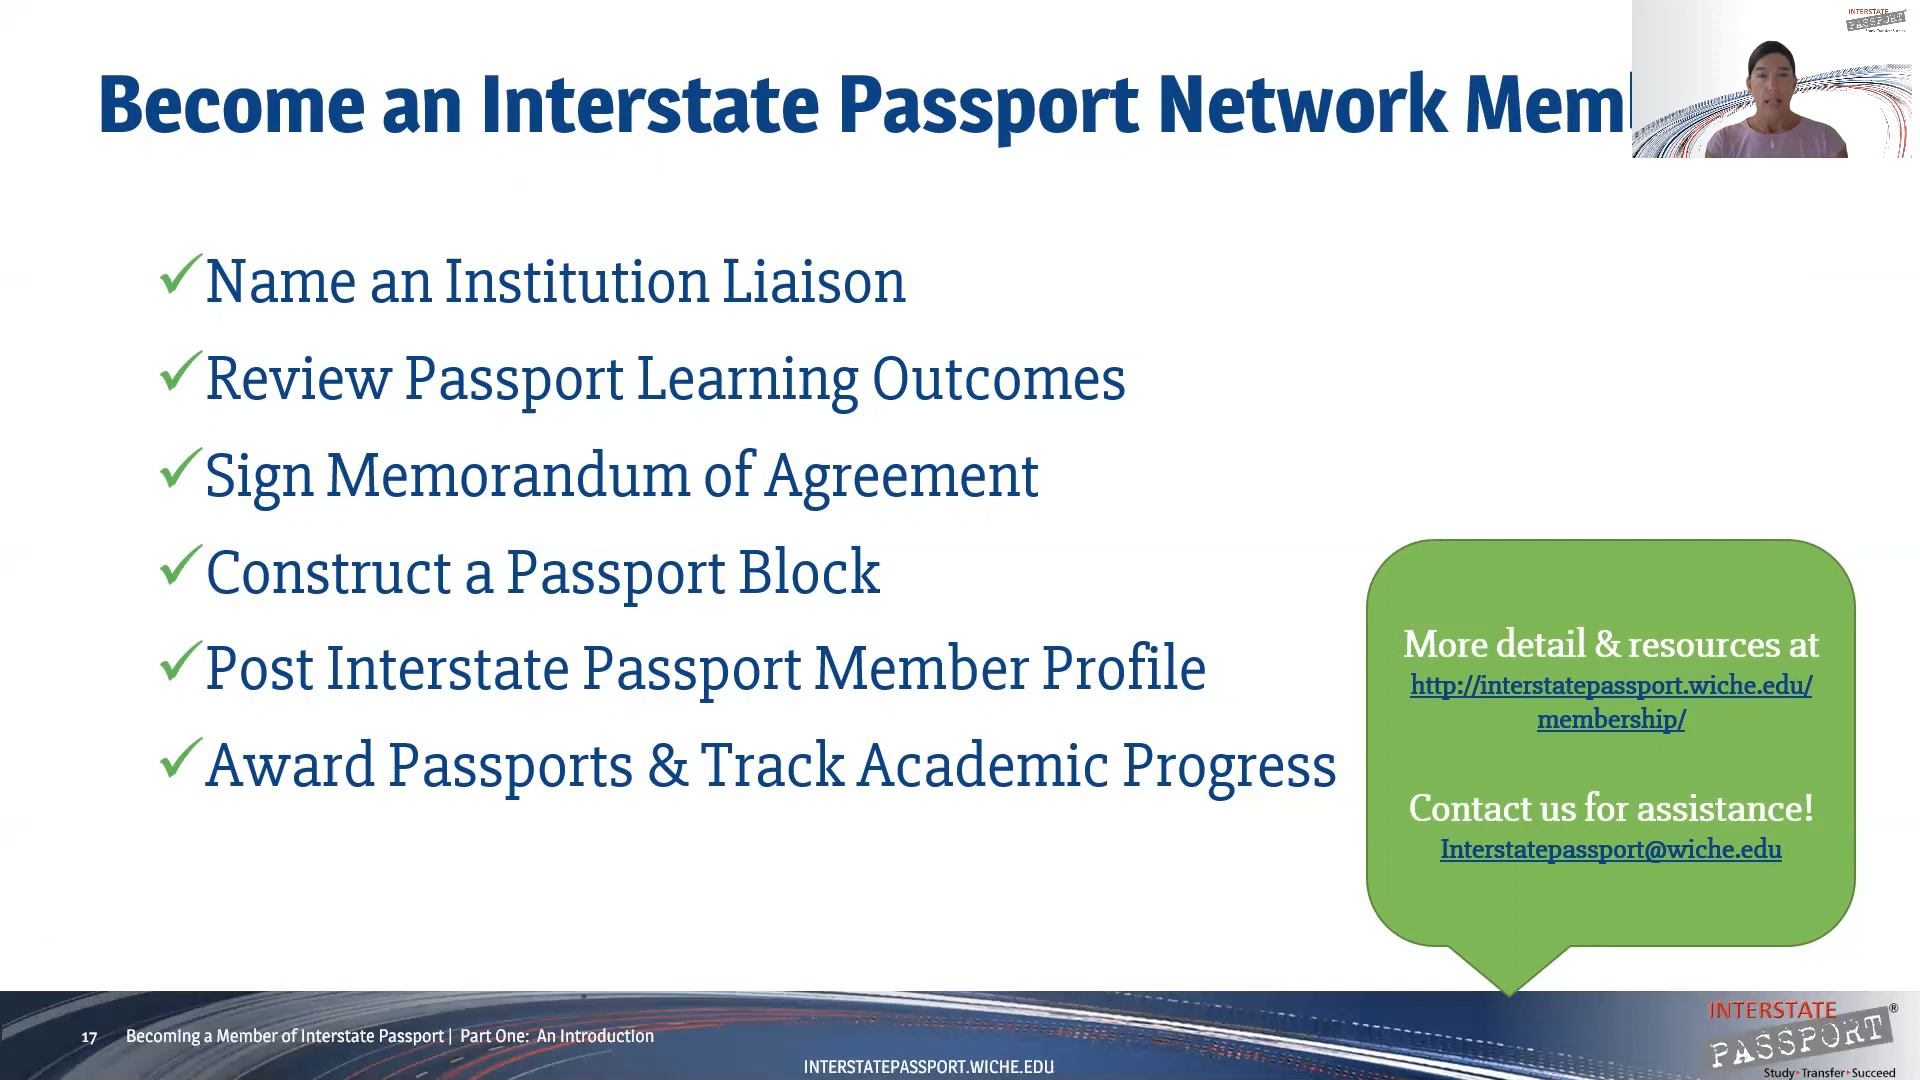 Become an Interstate Passport Network Mem
INTERSTATE
PASSPORT
Name an Institution Liaison
Review Passport Learning Outcomes
Sign Memorandum of Agreement
Construct a Passport Block
Post Interstate Passport Member Profile
Award Passports & Track Academic Progress
More detail & resources at
http://interstatepassport.wiche.edu/
membership/
Contact us for assistance!
Interstatepassport@wiche.edu
17 Becoming a Member of Interstate Passport | Part One: An Introduction
INTERSTATEPASSPORT.WICHE.EDU
INTERSTATE
PASSPORT®
Study▸Transfer▸Succeed